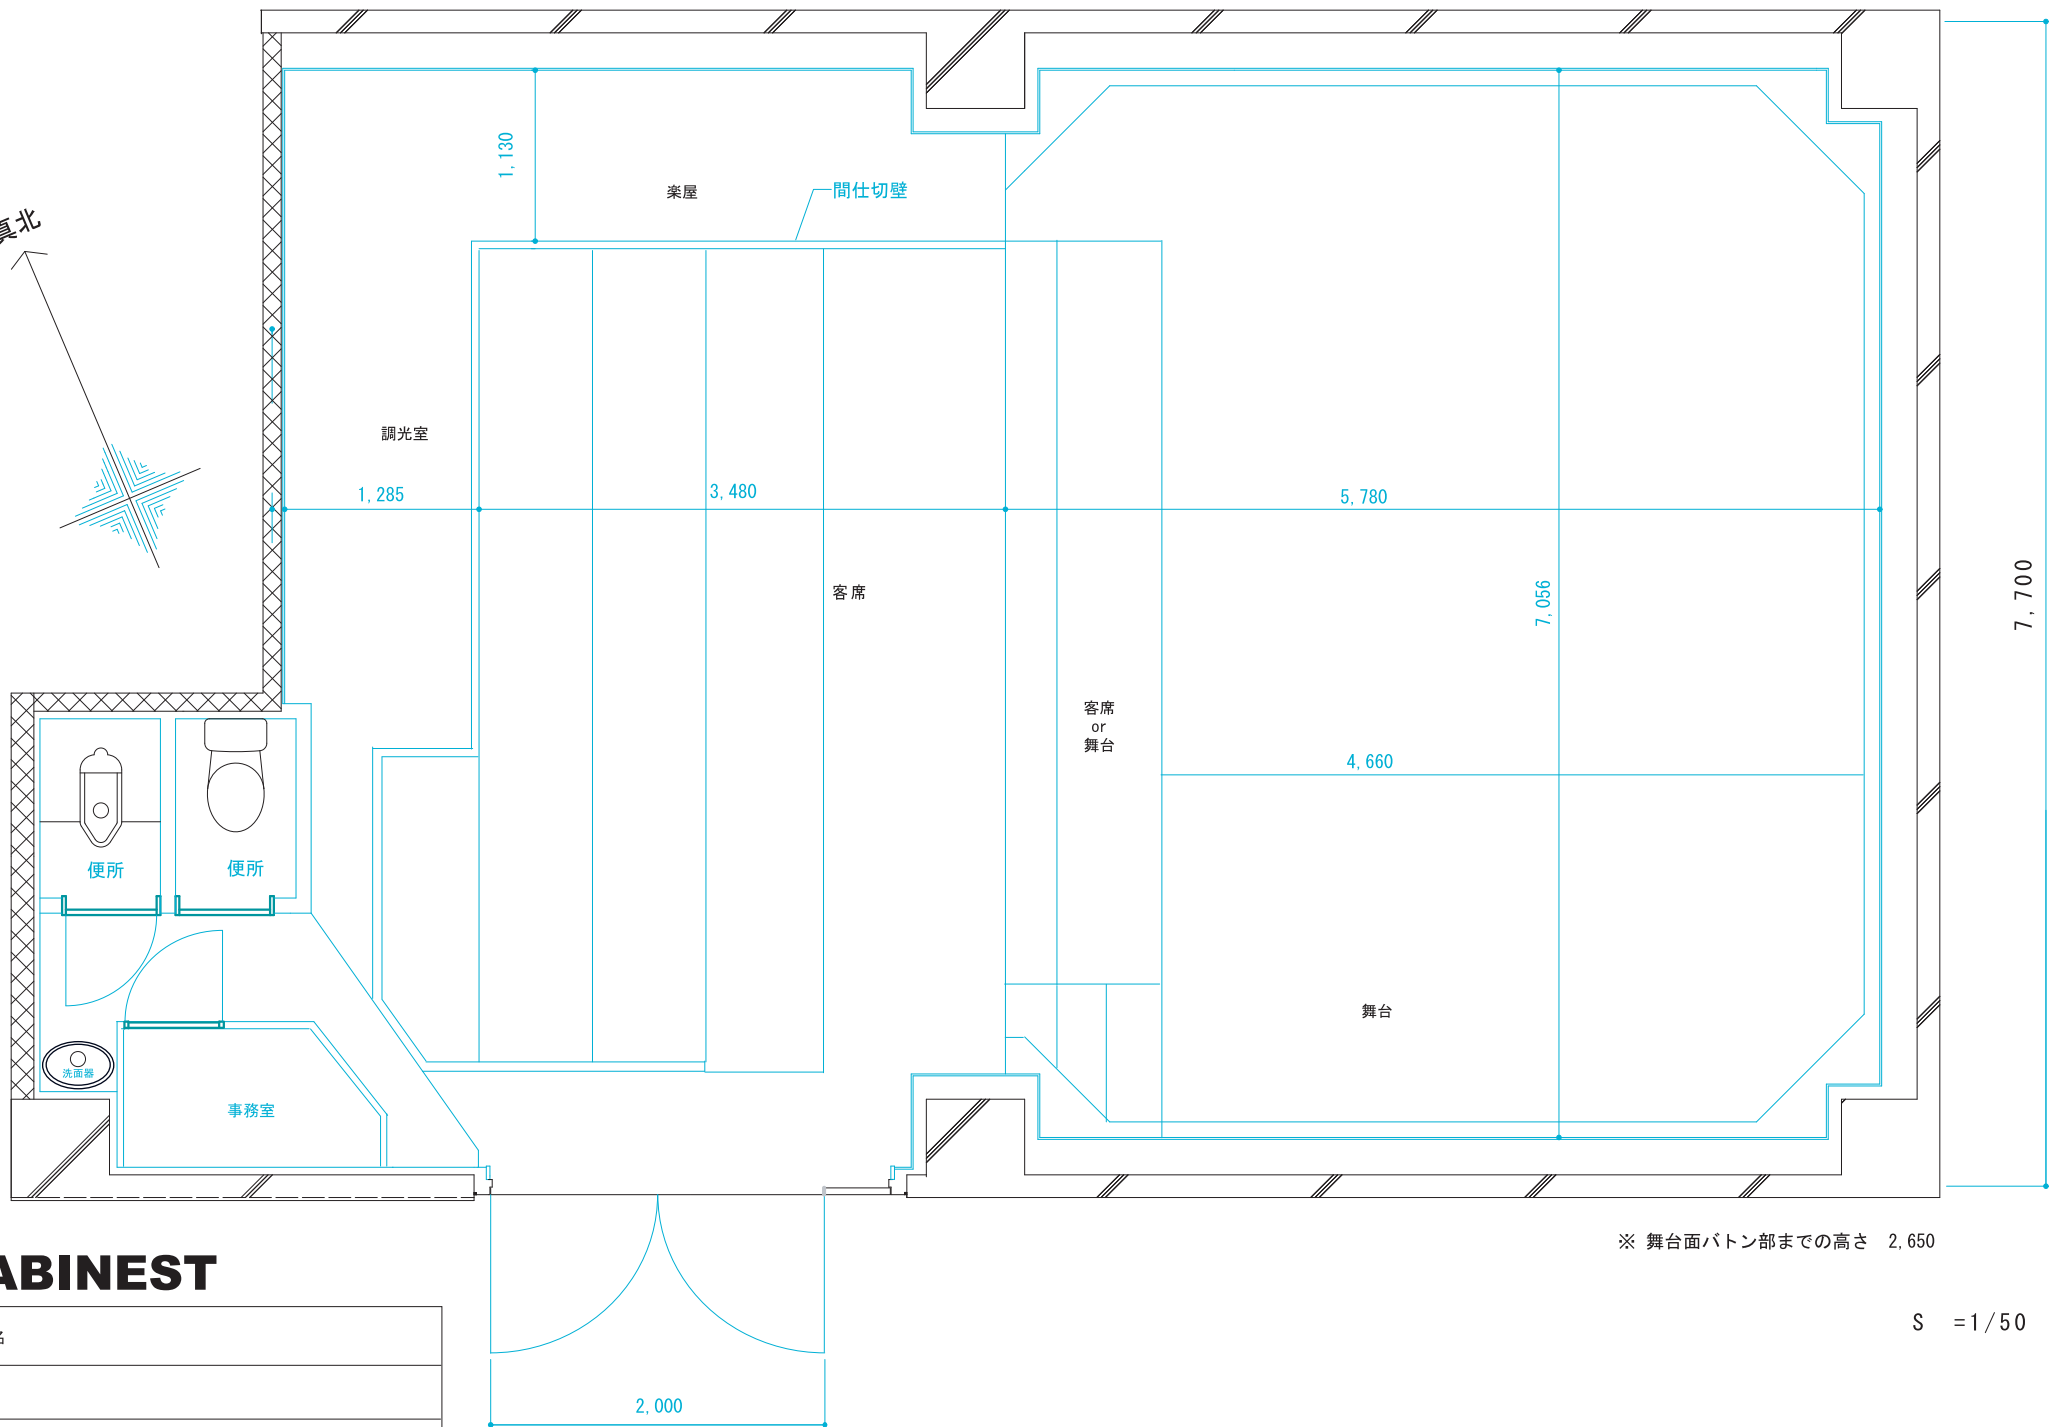 1,130
楽屋
間仕切壁
真北
調光室
1,285
3,480
5,780
客席
7,056
7,700
客席
or
舞台
4,660
便所
便所
舞台
洗面器
事務室
※ 舞台面バトン部までの高さ 2,650
ABINEST
S =1/50
名
2,000